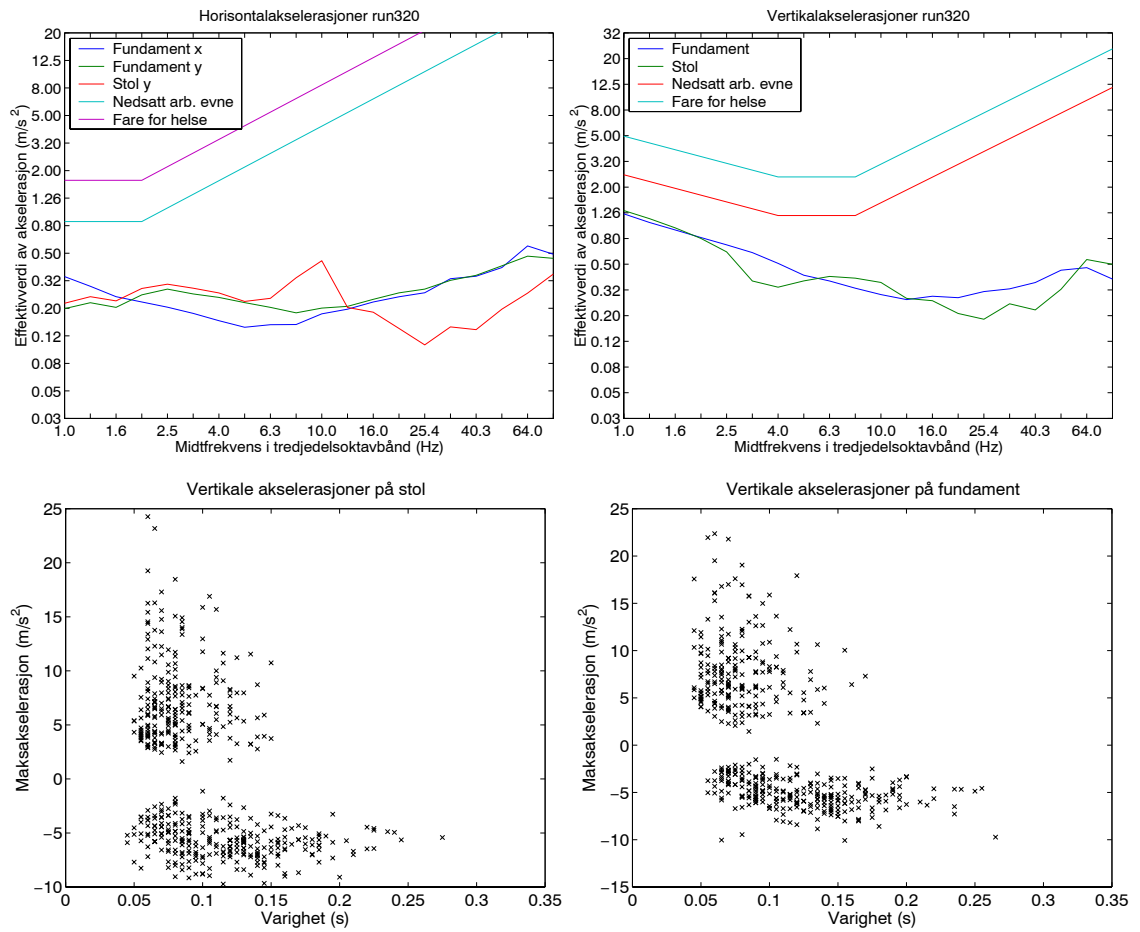 Horisontalakselerasjoner run320
20
12.5
8.00
5.00
3.20
2.00
1.26
0.80
0.50
0.32
0.20
0.12
0.08
0.05
0.03
Effektivverdi av akselerasjon (m/s²)
Fundament x
Fundament y
Stol y
Nedsatt arb. evne
Fare for helse
1.0 1.6 2.5 4.0 6.3 10.0 16.0 25.4 40.3 64.0
Midtfrekvens i tredjedelsoktavbånd (Hz)
Vertikalakselerasjoner run320
32
20
12.5
8.00
5.00
3.20
2.00
1.26
0.80
0.50
0.32
0.20
0.12
0.08
0.05
0.03
Effektivverdi av akselerasjon (m/s²)
Fundament
Stol
Nedsatt arb. evne
Fare for helse
1.0 1.6 2.5 4.0 6.3 10.0 16.0 25.4 40.3 64.0
Midtfrekvens i tredjedelsoktavbånd (Hz)
Vertikale akselerasjoner på stol
25
20
15
10
5
0
−5
−10
Maksakselerasjon (m/s²)
0 0.05 0.1 0.15 0.2 0.25 0.3 0.35
Varighet (s)
Vertikale akselerasjoner på fundament
25
20
15
10
5
0
−5
−10
−15
Maksakselerasjon (m/s²)
0 0.05 0.1 0.15 0.2 0.25 0.3 0.35
Varighet (s)